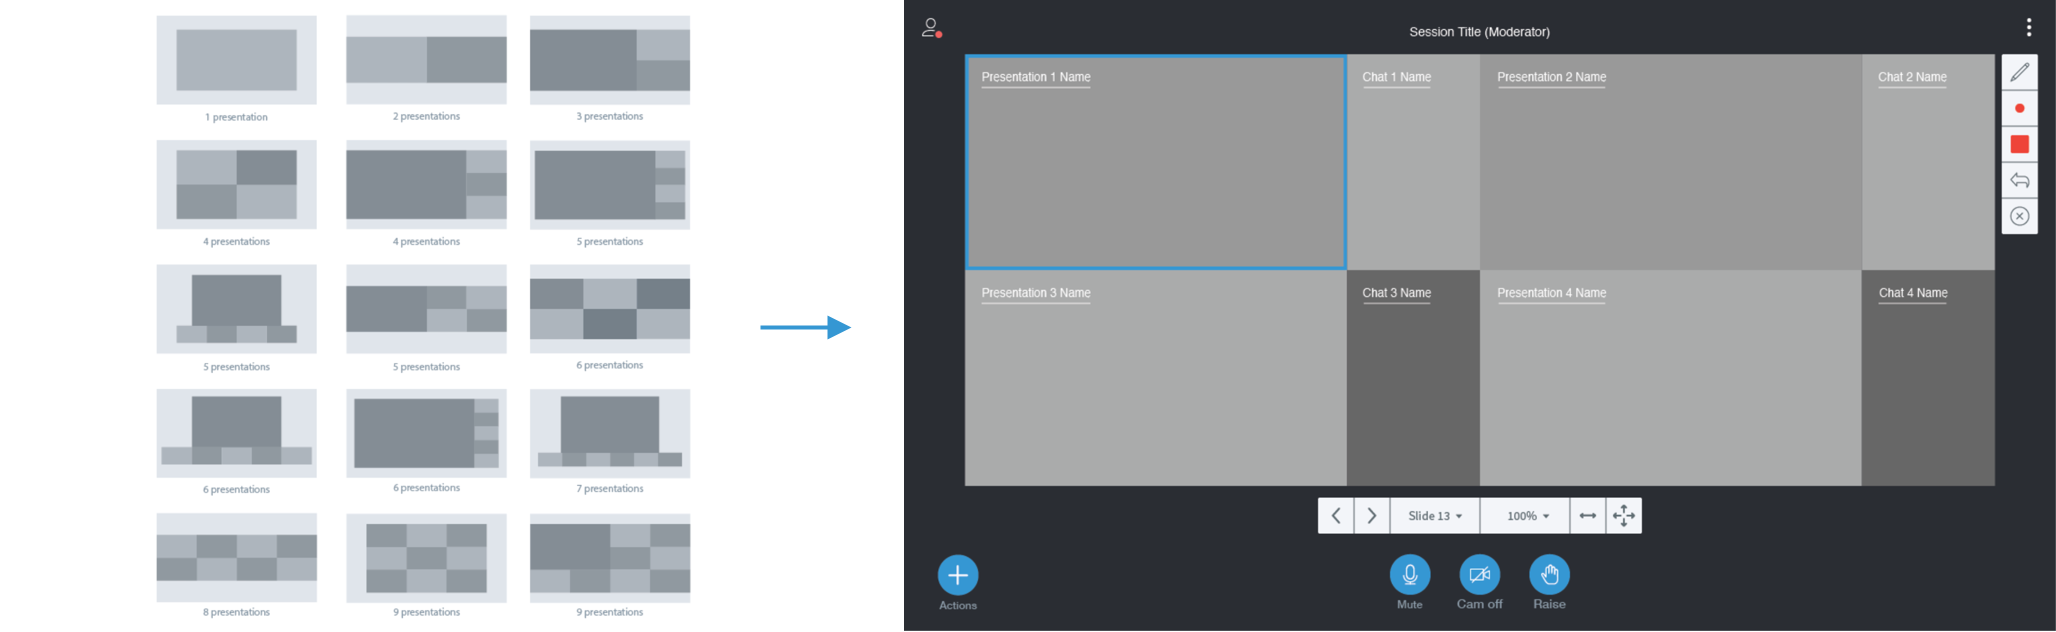 1 presentation
2 presentations
3 presentations
4 presentations
4 presentations
5 presentations
5 presentations
5 presentations
6 presentations
6 presentations
6 presentations
7 presentations
8 presentations
9 presentations
9 presentations
Session Title (Moderator)
Presentation 1 Name
Chat 1 Name
Presentation 2 Name
Chat 2 Name
Presentation 3 Name
Chat 3 Name
Presentation 4 Name
Chat 4 Name
Slide 13
100%
Actions
Mute
Cam off
Raise